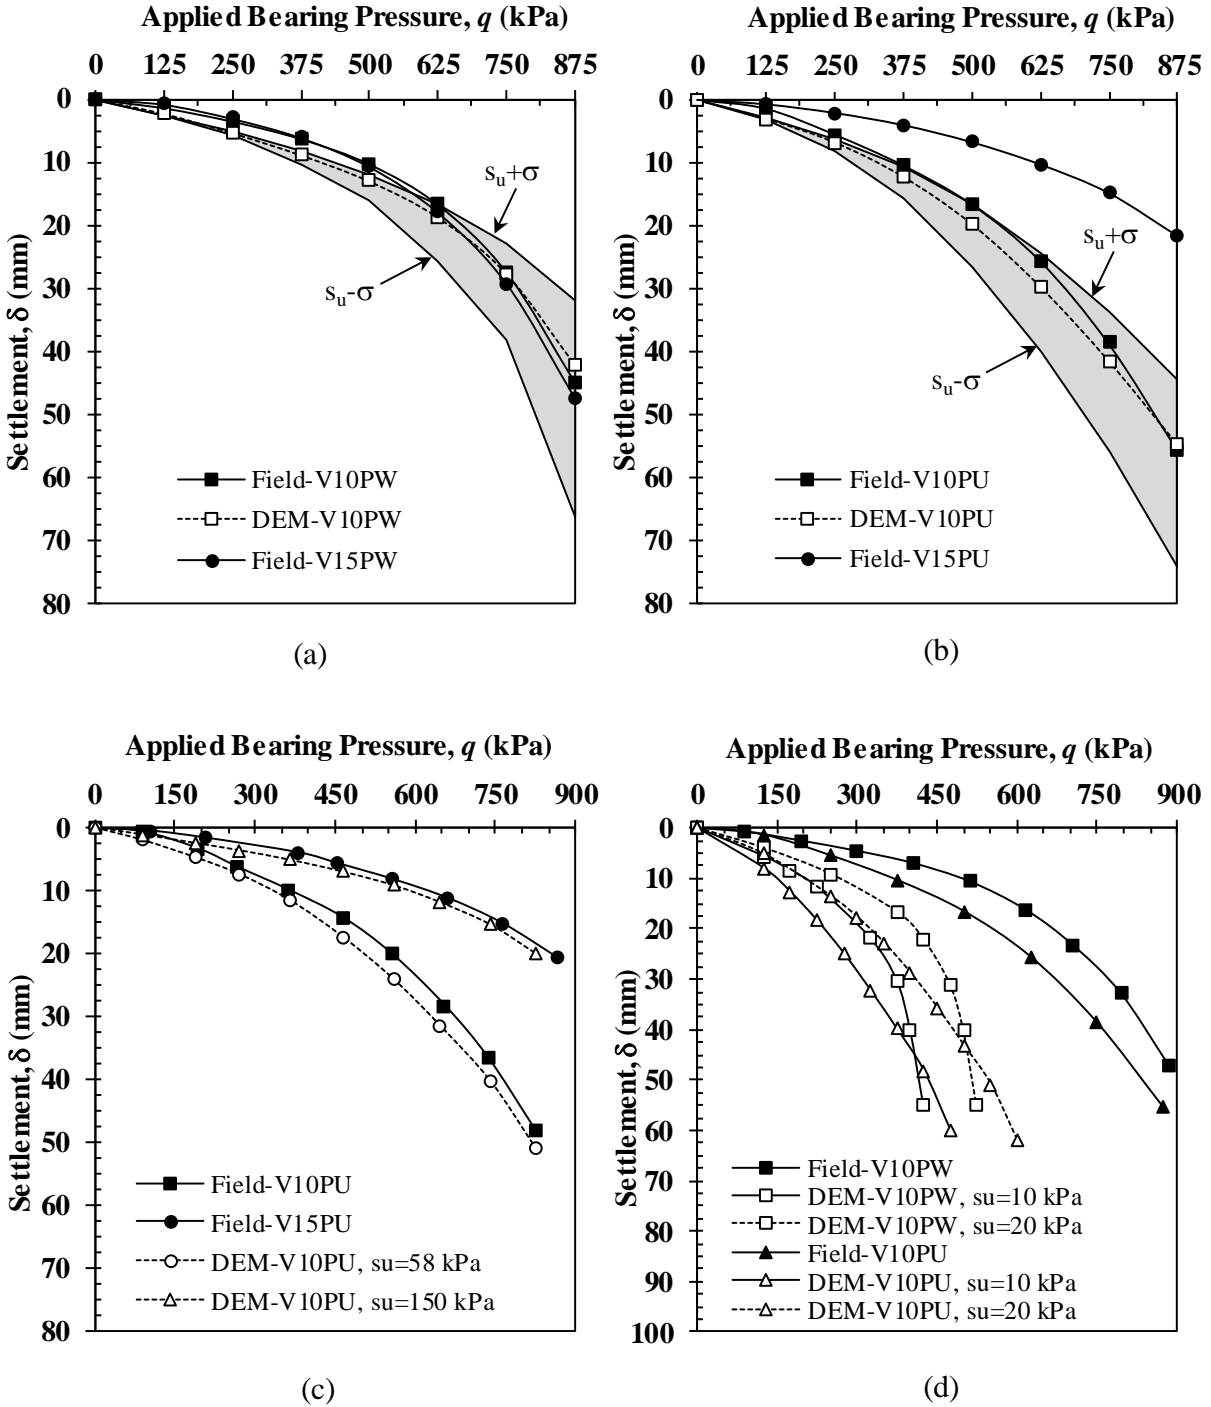 Applied Bearing Pressure, q (kPa)
0 125 250 375 500 625 750 875
0
10
20
30
40
50
60
70
80
Settlement, δ (mm)
su+σ
su-σ
Field-V10PW
DEM-V10PW
Field-V15PW
(a)
Applied Bearing Pressure, q (kPa)
0 125 250 375 500 625 750 875
0
10
20
30
40
50
60
70
80
Settlement, δ (mm)
su+σ
su-σ
Field-V10PU
DEM-V10PU
Field-V15PU
(b)
Applied Bearing Pressure, q (kPa)
0 150 300 450 600 750 900
0
10
20
30
40
50
60
70
80
Settlement, δ (mm)
Field-V10PU
Field-V15PU
DEM-V10PU, su=58 kPa
DEM-V10PU, su=150 kPa
(c)
Applied Bearing Pressure, q (kPa)
0 150 300 450 600 750 900
0
10
20
30
40
50
60
70
80
90
100
Settlement, δ (mm)
Field-V10PW
DEM-V10PW, su=10 kPa
DEM-V10PW, su=20 kPa
Field-V10PU
DEM-V10PU, su=10 kPa
DEM-V10PU, su=20 kPa
(d)